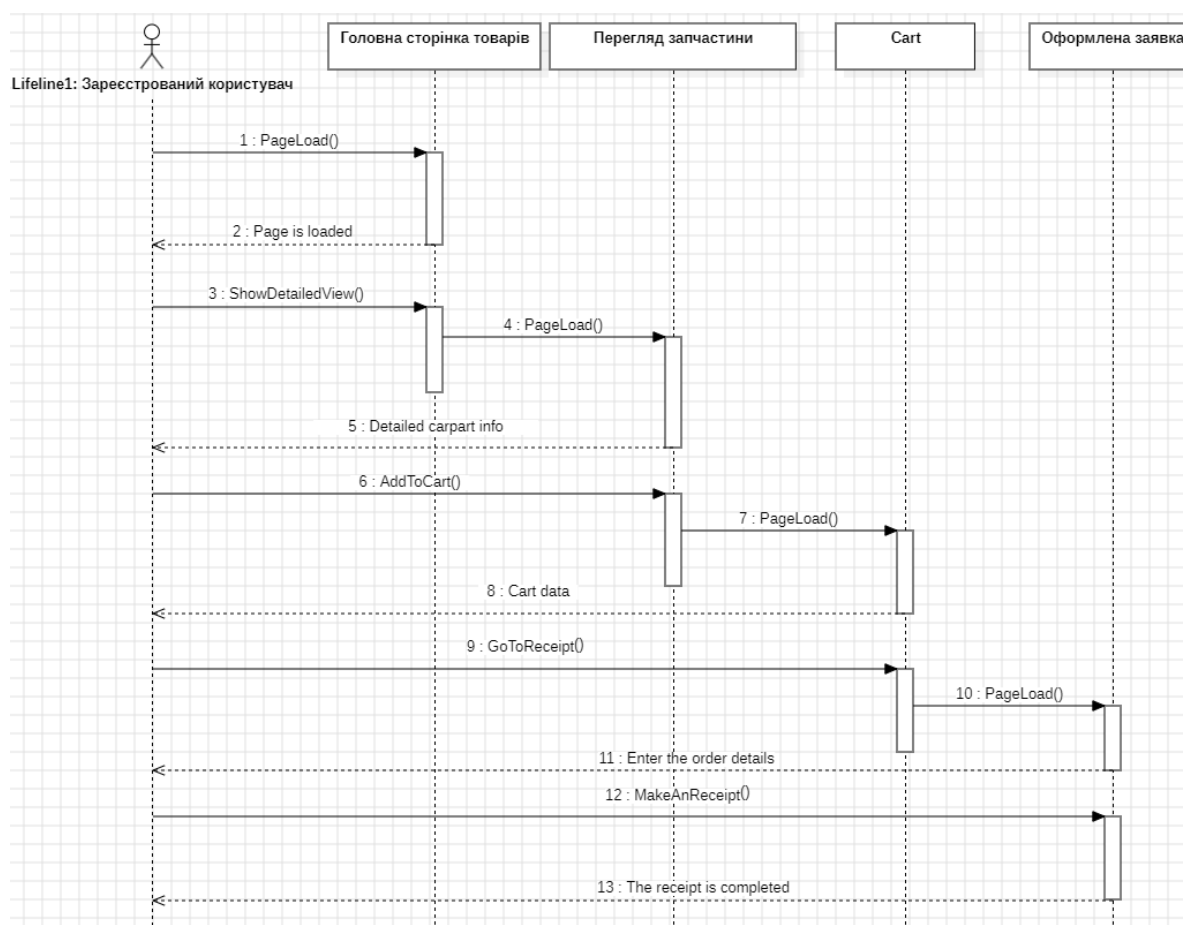 Головна сторінка товарів
Перегляд запчастини
Cart
Оформлена заявка
Lifeline1: Зареєстрований користувач
1 : PageLoad()
2 : Page is loaded
3 : ShowDetailedView()
4 : PageLoad()
5 : Detailed carpart info
6 : AddToCart()
7 : PageLoad()
8 : Cart data
9 : GoToReceipt()
10 : PageLoad()
11 : Enter the order details
12 : MakeAnReceipt()
13 : The receipt is completed